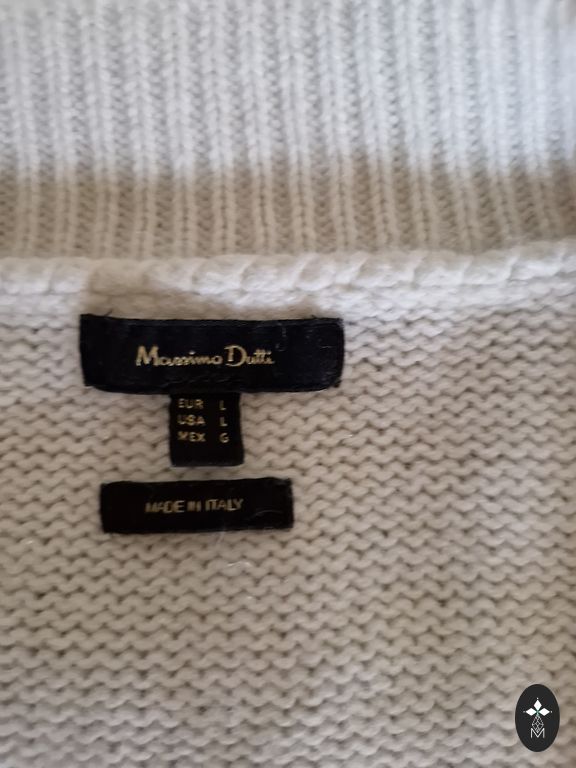 Massimo Dutti
EUR L
USA L
MEX G
MADE IN ITALY
M